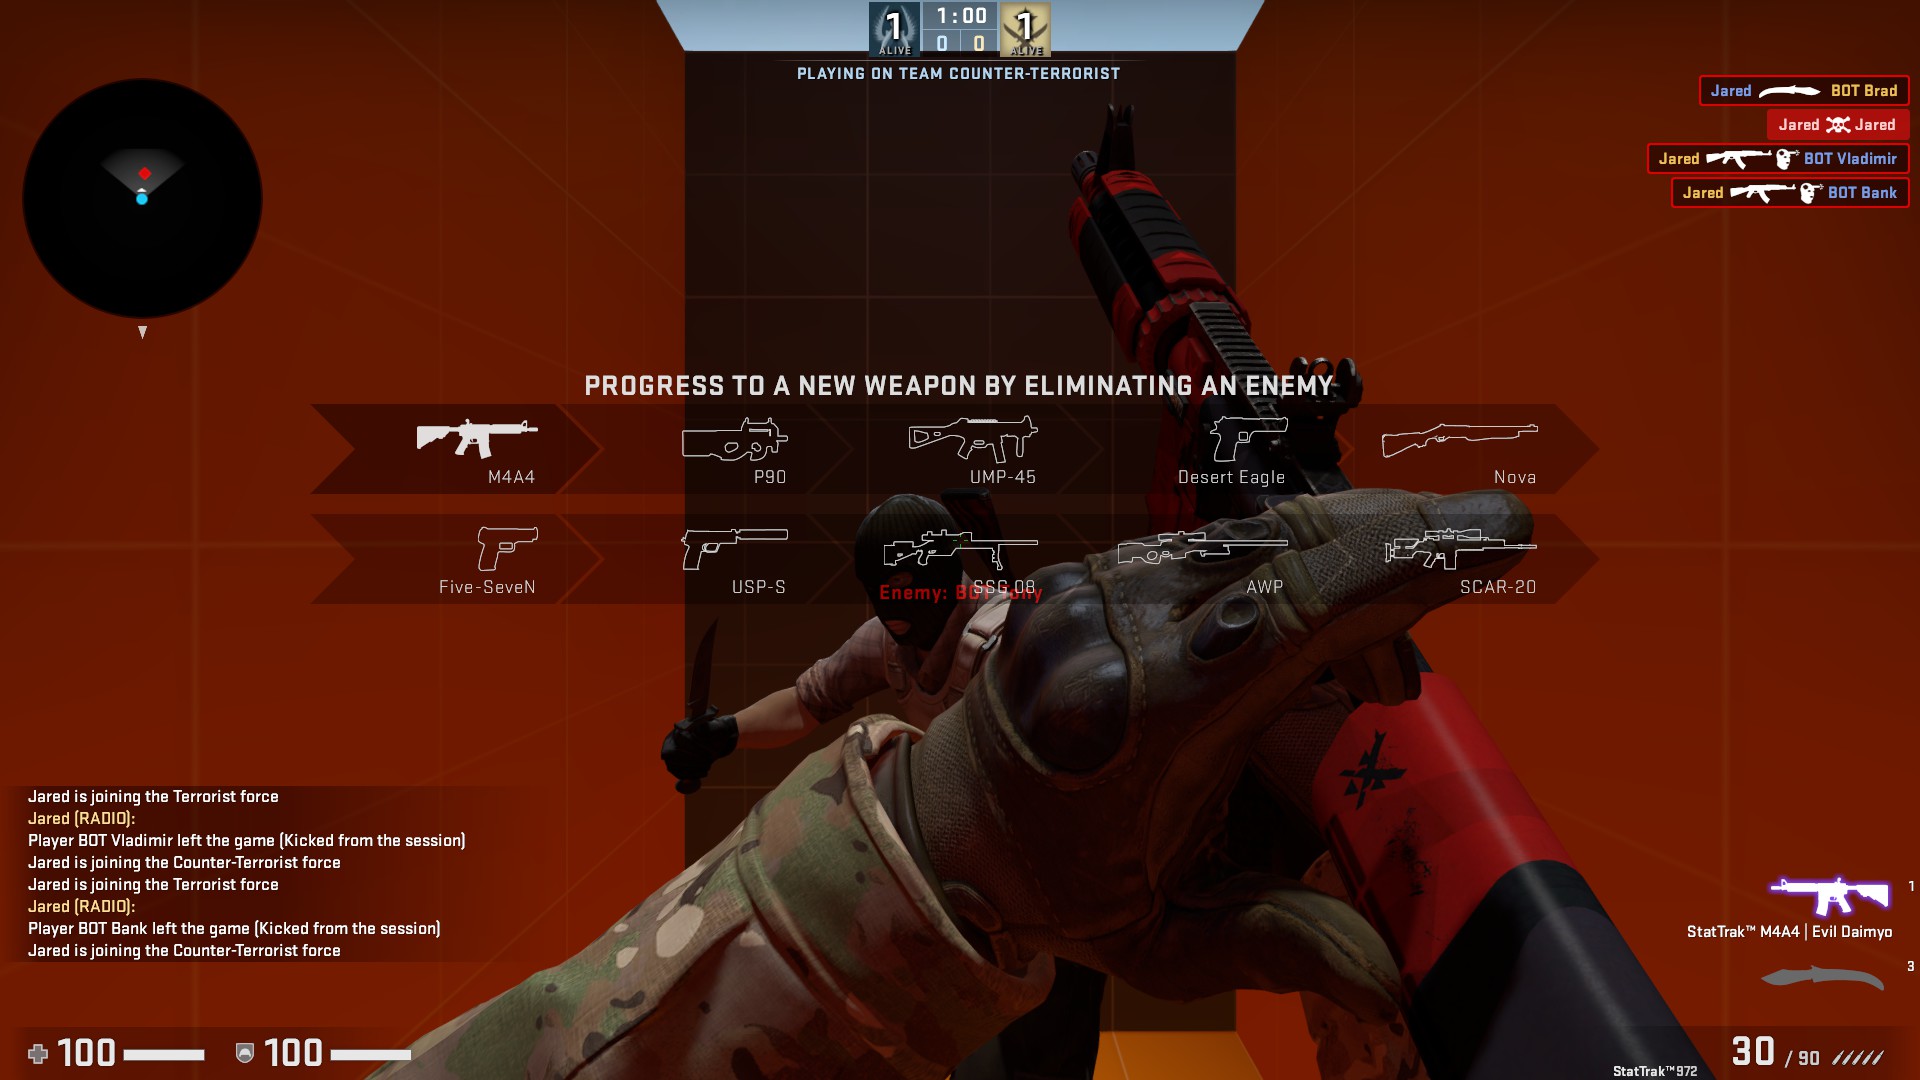 1 ALIVE 1:00 0 0 1 ALIVE
PLAYING ON TEAM COUNTER-TERRORIST
Jared BOT Brad
Jared Jared
Jared BOT Vladimir
Jared BOT Bank
PROGRESS TO A NEW WEAPON BY ELIMINATING AN ENEMY
M4A4 P90 UMP-45 Desert Eagle Nova
Five-SeveN USP-S SSG 08 AWP SCAR-20
Enemy: BOT
Jared is joining the Terrorist force
Jared (RADIO):
Player BOT Vladimir left the game (Kicked from the session)
Jared is joining the Counter-Terrorist force
Jared is joining the Terrorist force
Jared (RADIO):
Player BOT Bank left the game (Kicked from the session)
Jared is joining the Counter-Terrorist force
1
StatTrak™ M4A4 | Evil Daimyo
3
100 100
30 / 90
StatTrak™972